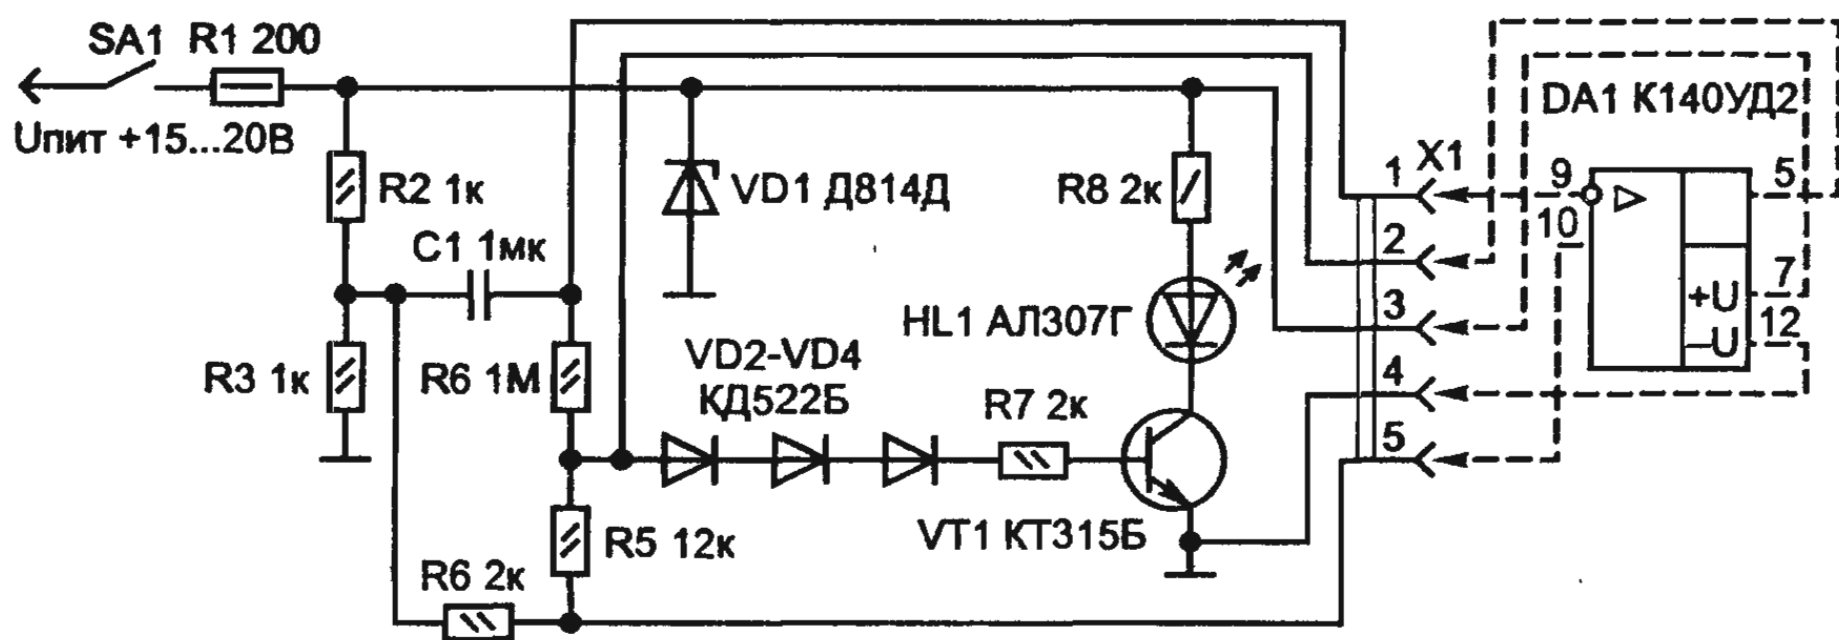 SA1 R1 200
Uпит +15...20В
R2 1к
C1 1мк
R3 1к
R6 1М
R5 12к
R6 2к
VD1 Д814Д
VD2-VD4
КД522Б
R7 2к
R8 2к
HL1 АЛ307Г
VT1 КТ315Б
X1
1
2
3
4
5
DA1 К140УД2
9
10
5
7
12
+U
–U